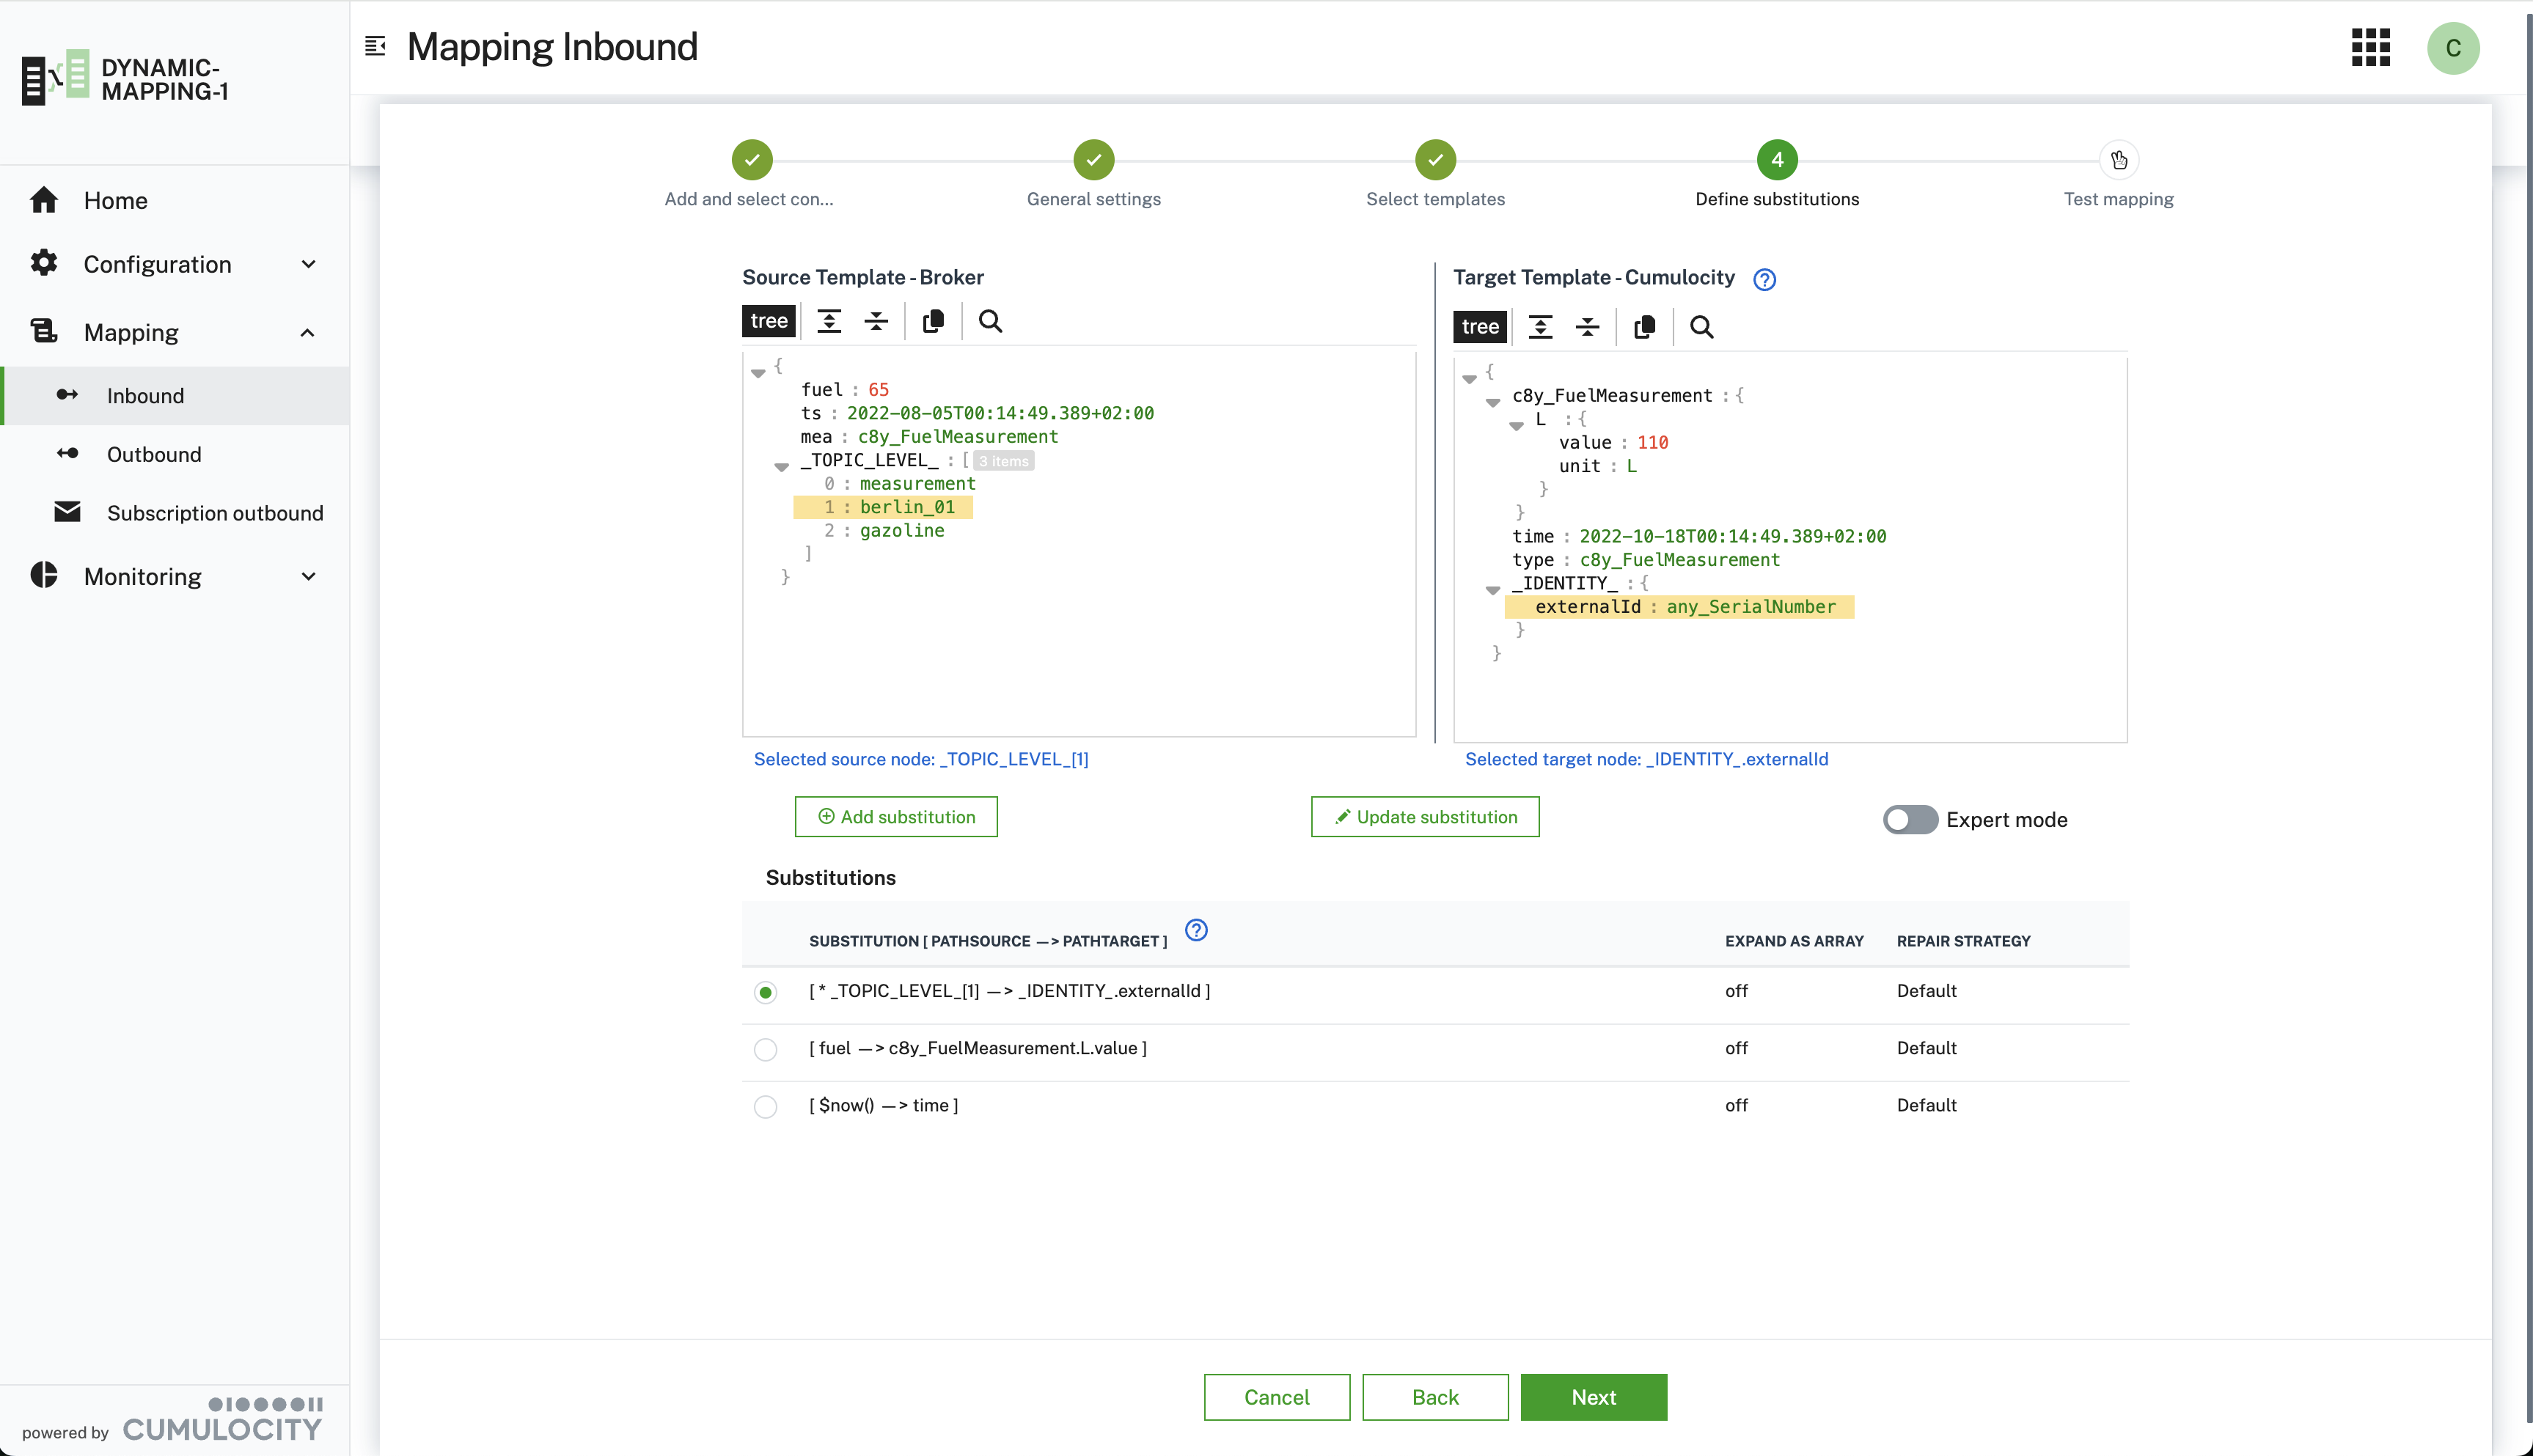 DYNAMIC-
MAPPING-1
Home
Configuration
Mapping
Inbound
Outbound
Subscription outbound
Monitoring
powered by CUMULOCITY
Mapping Inbound
C
4
Add and select con...
General settings
Select templates
Define substitutions
Test mapping
Source Template - Broker
tree
{
fuel : 65
ts : 2022-08-05T00:14:49.389+02:00
mea : c8y_FuelMeasurement
_TOPIC_LEVEL_ : [ 3 items
0 : measurement
1 : berlin_01
2 : gazoline
]
}
Selected source node: _TOPIC_LEVEL_[1]
Target Template - Cumulocity ?
tree
{
c8y_FuelMeasurement : {
L : {
value : 110
unit : L
}
}
time : 2022-10-18T00:14:49.389+02:00
type : c8y_FuelMeasurement
_IDENTITY_ : {
externalId : any_SerialNumber
}
}
Selected target node: _IDENTITY_.externalId
Add substitution
Update substitution
Expert mode
Substitutions
SUBSTITUTION [ PATHSOURCE —> PATHTARGET ] ? EXPAND AS ARRAY REPAIR STRATEGY
[ * _TOPIC_LEVEL_[1] —> _IDENTITY_.externalId ] off Default
[ fuel —> c8y_FuelMeasurement.L.value ] off Default
[ $now() —> time ] off Default
Cancel
Back
Next